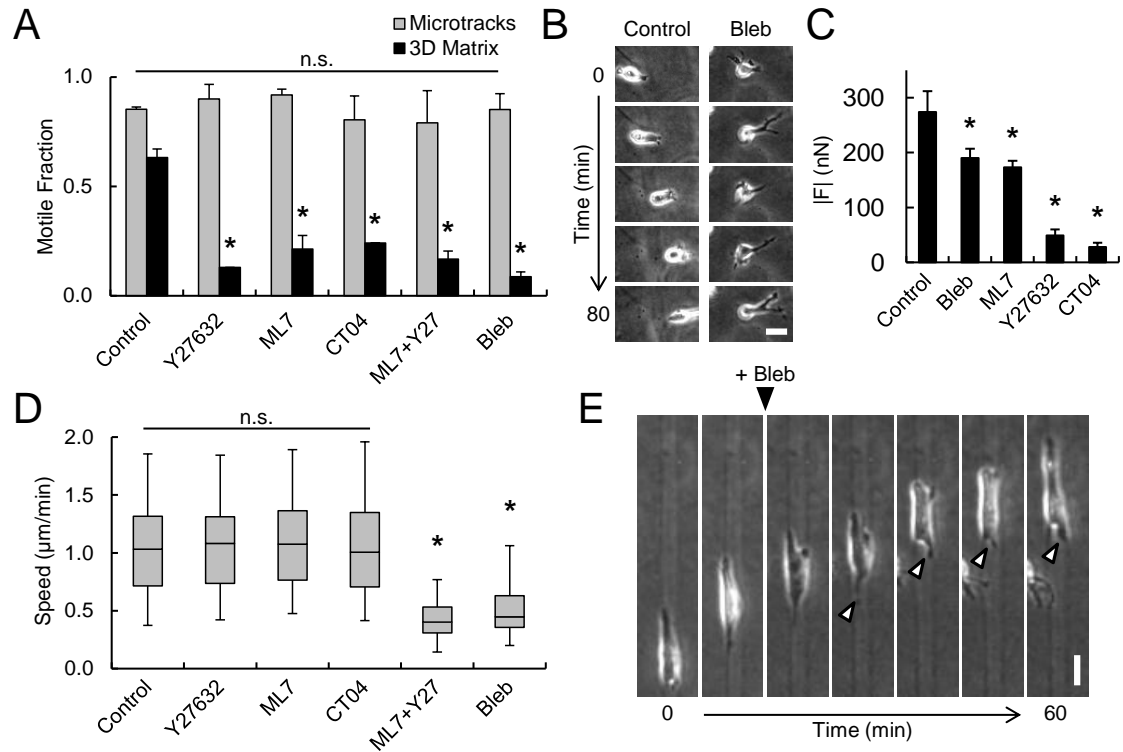 A
Microtracks
3D Matrix
n.s.
1.0
0.5
0.0
Motile Fraction
*
*
*
*
*
Control
Y27632
ML7
CT04
ML7+Y27
Bleb
B
Control
Bleb
0
Time (min)
80
C
300
200
100
0
|F| (nN)
*
*
*
*
Control
Bleb
ML7
Y27632
CT04
D
n.s.
2.0
1.5
1.0
0.5
0.0
Speed (µm/min)
*
*
Control
Y27632
ML7
CT04
ML7+Y27
Bleb
+ Bleb
E
0
Time (min)
60